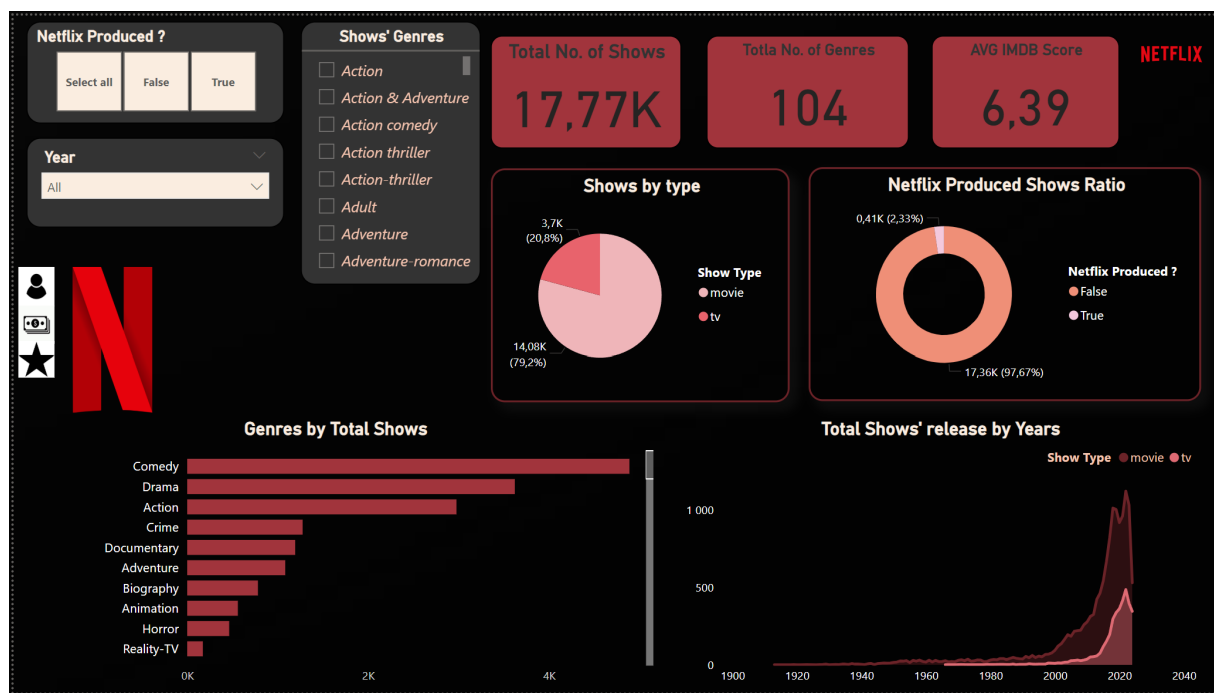 Netflix Produced ?
Select all
False
True
Year
All
Shows' Genres
Action
Action & Adventure
Action comedy
Action thriller
Action-thriller
Adult
Adventure
Adventure-romance
Total No. of Shows
17,77K
Totla No. of Genres
104
AVG IMDB Score
6,39
NETFLIX
Shows by type
3,7K
(20,8%)
14,08K
(79,2%)
Show Type
movie
tv
Netflix Produced Shows Ratio
0,41K (2,33%)
17,36K (97,67%)
Netflix Produced ?
False
True
N
Genres by Total Shows
Comedy
Drama
Action
Crime
Documentary
Adventure
Biography
Animation
Horror
Reality-TV
0K 2K 4K
Total Shows' release by Years
Show Type movie tv
1 000
500
0
1900 1920 1940 1960 1980 2000 2020 2040